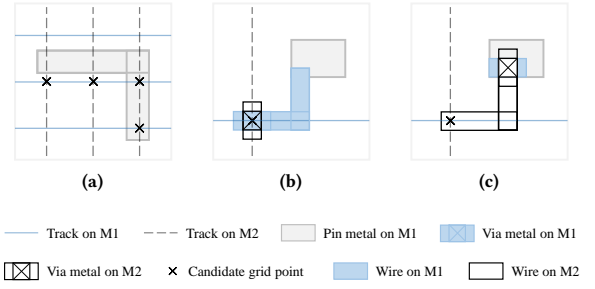 (a) (b) (c)
Track on M1 Track on M2 Pin metal on M1 Via metal on M1
Via metal on M2 Candidate grid point Wire on M1 Wire on M2